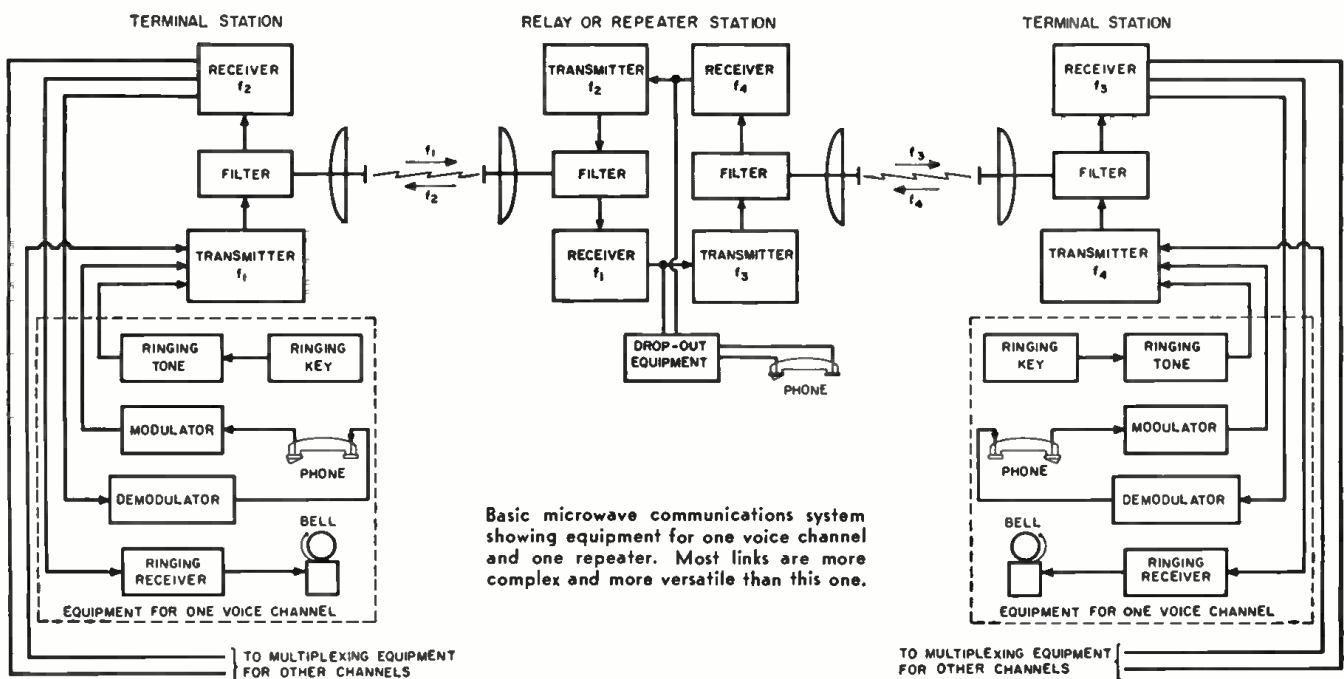 TERMINAL STATION
RELAY OR REPEATER STATION
TERMINAL STATION
RECEIVER
f2
TRANSMITTER
f2
RECEIVER
f4
RECEIVER
f3
FILTER
f1
f2
FILTER
FILTER
f3
f4
FILTER
TRANSMITTER
f1
RECEIVER
f1
TRANSMITTER
f3
TRANSMITTER
f4
RINGING
TONE
RINGING
KEY
DROP-OUT
EQUIPMENT
PHONE
RINGING
KEY
RINGING
TONE
MODULATOR
PHONE
MODULATOR
PHONE
DEMODULATOR
DEMODULATOR
BELL
RINGING
RECEIVER
EQUIPMENT FOR ONE VOICE CHANNEL
Basic microwave communications system
showing equipment for one voice channel
and one repeater. Most links are more
complex and more versatile than this one.
BELL
RINGING
RECEIVER
EQUIPMENT FOR ONE VOICE CHANNEL
TO MULTIPLEXING EQUIPMENT
FOR OTHER CHANNELS
TO MULTIPLEXING EQUIPMENT
FOR OTHER CHANNELS